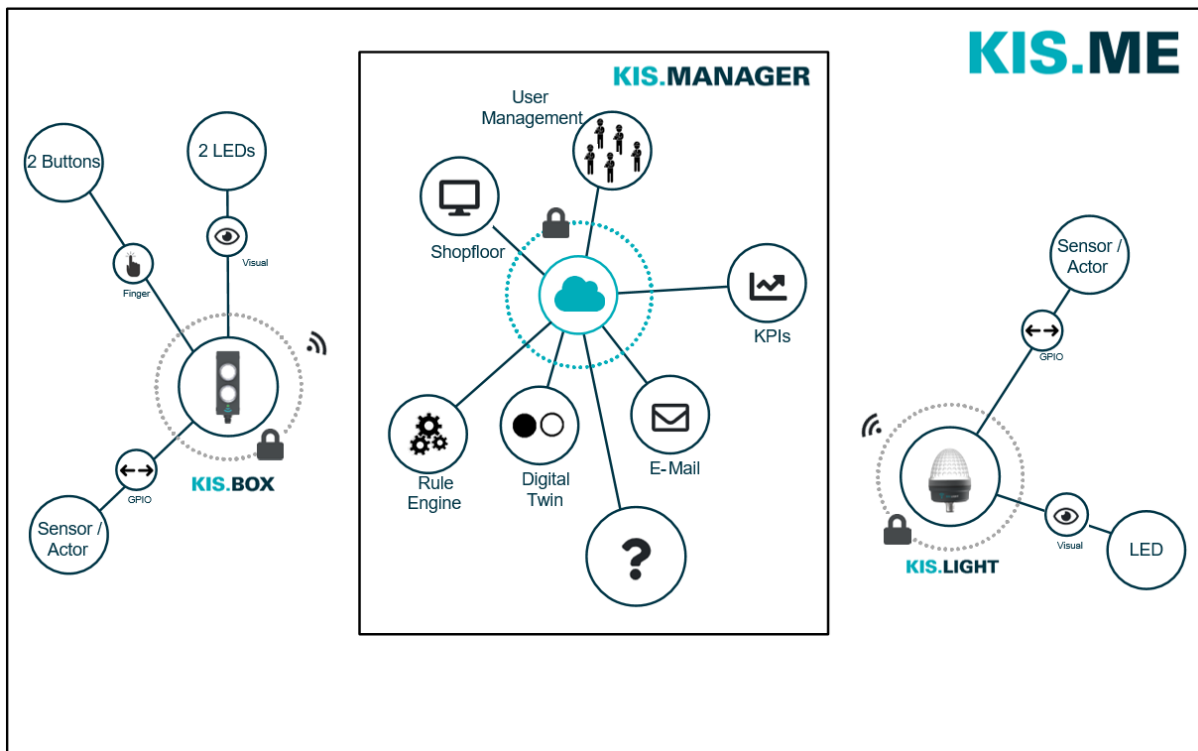 KIS.ME
KIS.MANAGER
User
Management
Shopfloor
KPIs
E-Mail
Digital
Twin
Rule
Engine
?
2 Buttons
2 LEDs
Finger
Visual
KIS.BOX
GPIO
Sensor /
Actor
Sensor /
Actor
GPIO
KIS.LIGHT
Visual
LED